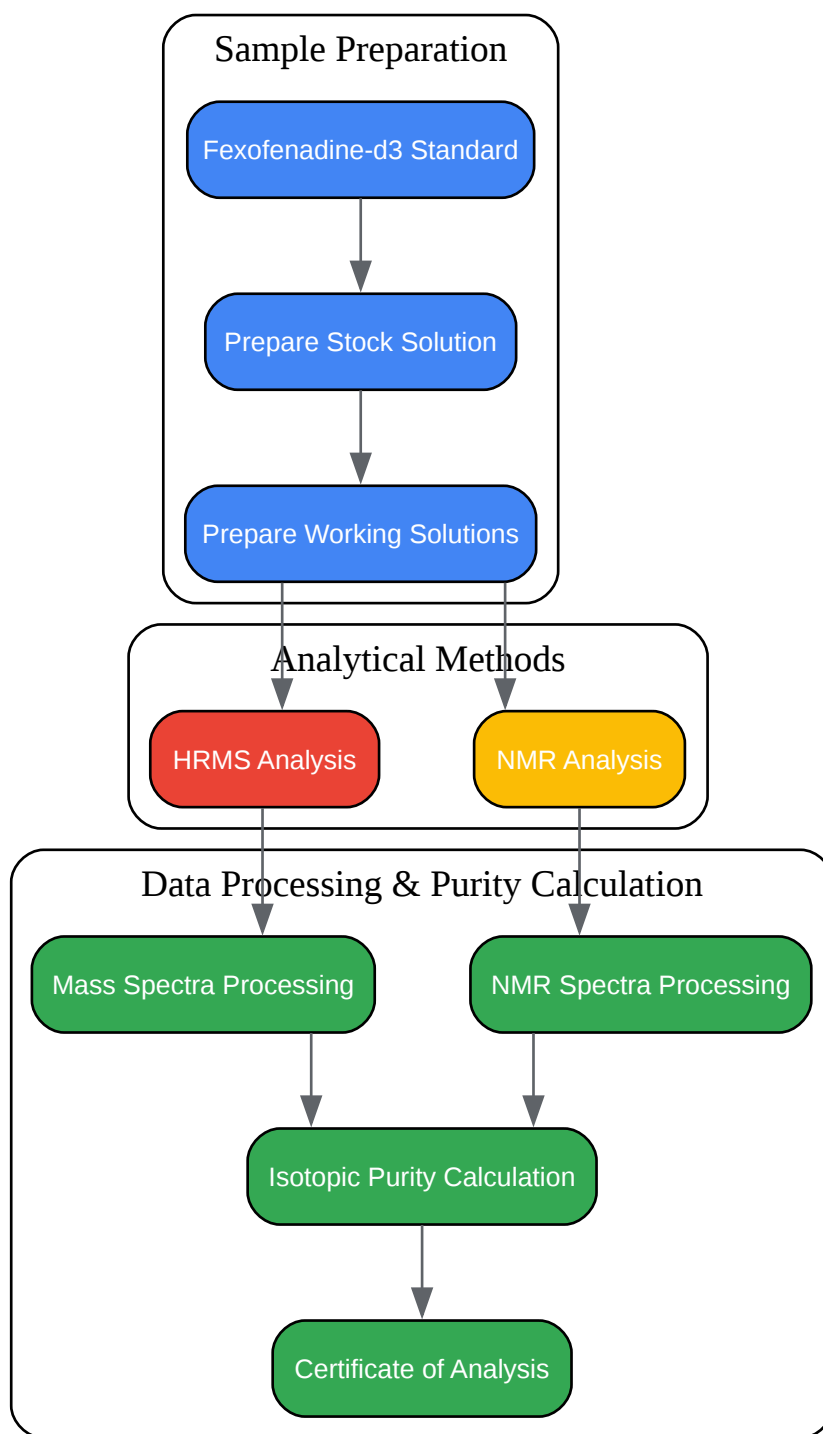 Sample Preparation
Fexofenadine-d3 Standard
Prepare Stock Solution
Prepare Working Solutions
Analytical Methods
HRMS Analysis
NMR Analysis
Data Processing & Purity Calculation
Mass Spectra Processing
NMR Spectra Processing
Isotopic Purity Calculation
Certificate of Analysis